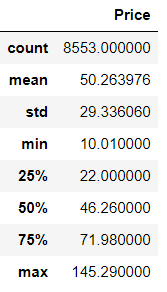 Price
count 8553.000000
mean 50.263976
std 29.336060
min 10.010000
25% 22.000000
50% 46.260000
75% 71.980000
max 145.290000